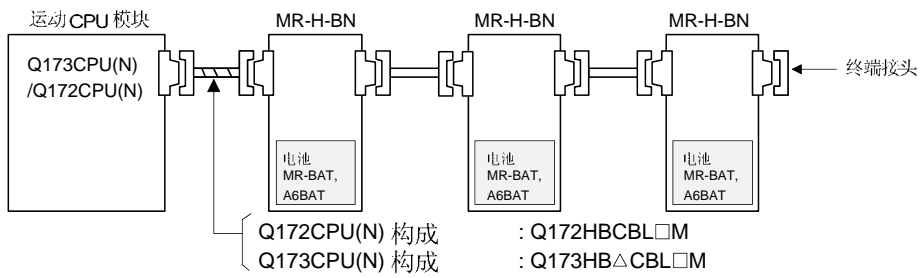 运动CPU模块
MR-H-BN
MR-H-BN
MR-H-BN
Q173CPU(N)
/Q172CPU(N)
终端接头
电池
MR-BAT,
A6BAT
电池
MR-BAT,
A6BAT
电池
MR-BAT,
A6BAT
Q172CPU(N) 构成 : Q172HBCBL□M
Q173CPU(N) 构成 : Q173HB△CBL□M